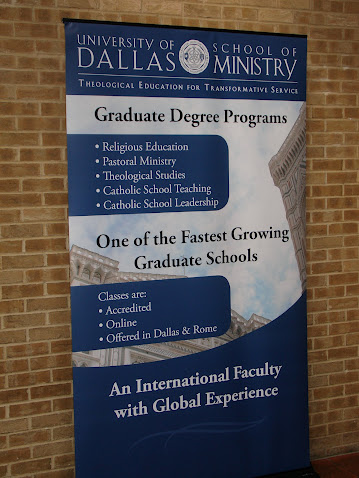 UNIVERSITY OF DALLAS SCHOOL OF MINISTRY
THEOLOGICAL EDUCATION FOR TRANSFORMATIVE SERVICE
Graduate Degree Programs
• Religious Education
• Pastoral Ministry
• Theological Studies
• Catholic School Teaching
• Catholic School Leadership
One of the Fastest Growing
Graduate Schools
Classes are:
• Accredited
• Online
• Offered in Dallas & Rome
An International Faculty
with Global Experience